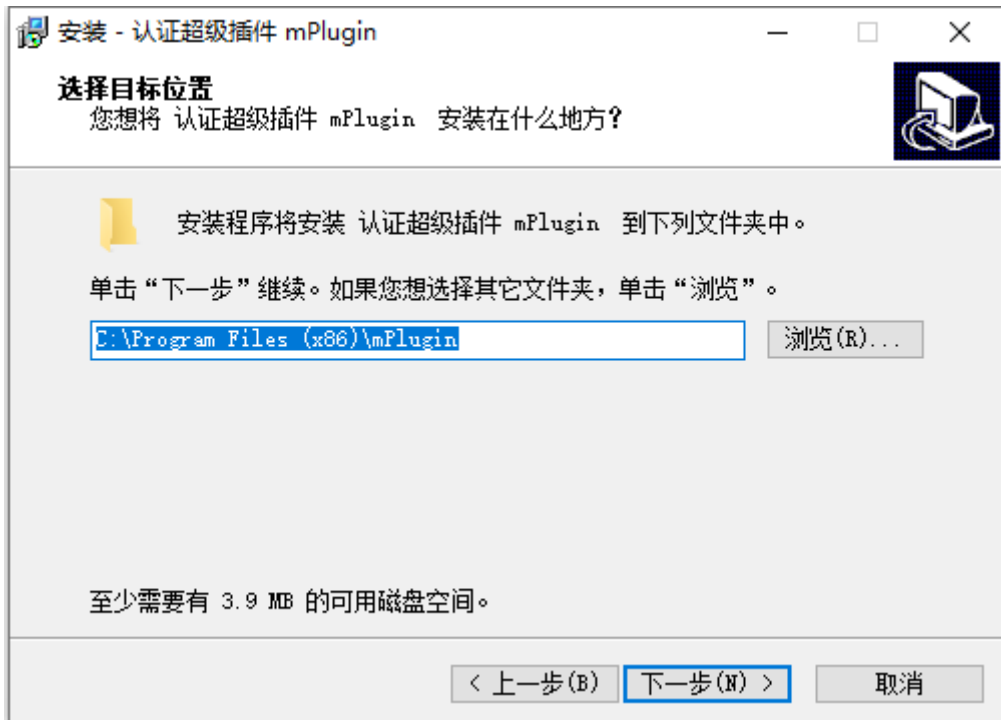 安装 - 认证超级插件 mPlugin
选择目标位置
您想将 认证超级插件 mPlugin 安装在什么地方?
安装程序将安装 认证超级插件 mPlugin 到下列文件夹中。
单击“下一步”继续。如果您想选择其它文件夹，单击“浏览”。
C:\Program Files (x86)\mPlugin
浏览(R)...
至少需要有 3.9 MB 的可用磁盘空间。
< 上一步(B) 下一步(N) > 取消